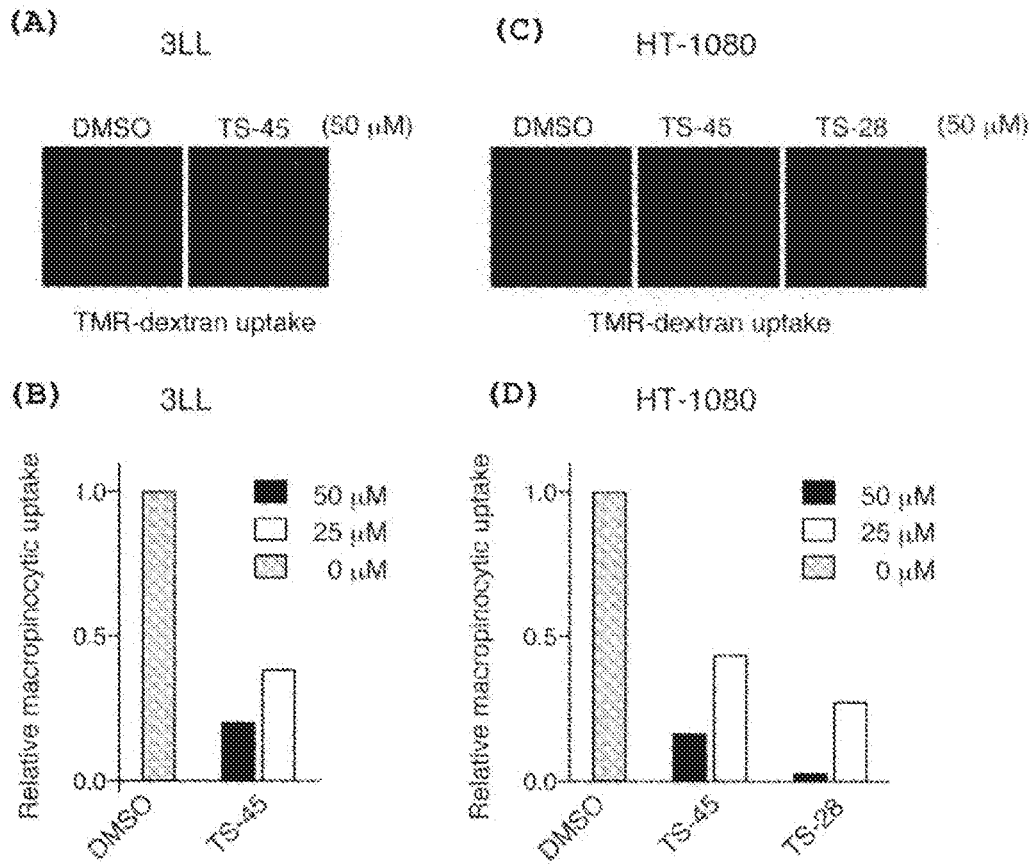 (A)
3LL
DMSO TS-45 (50 μM)
TMR-dextran uptake
(C)
HT-1080
DMSO TS-45 TS-28 (50 μM)
TMR-dextran uptake
(B)
3LL
Relative macropinocytic uptake
1.0
0.5
0.0
50 μM
25 μM
0 μM
DMSO
TS-45
(D)
HT-1080
Relative macropinocytic uptake
1.0
0.5
0.0
50 μM
25 μM
0 μM
DMSO
TS-45
TS-28